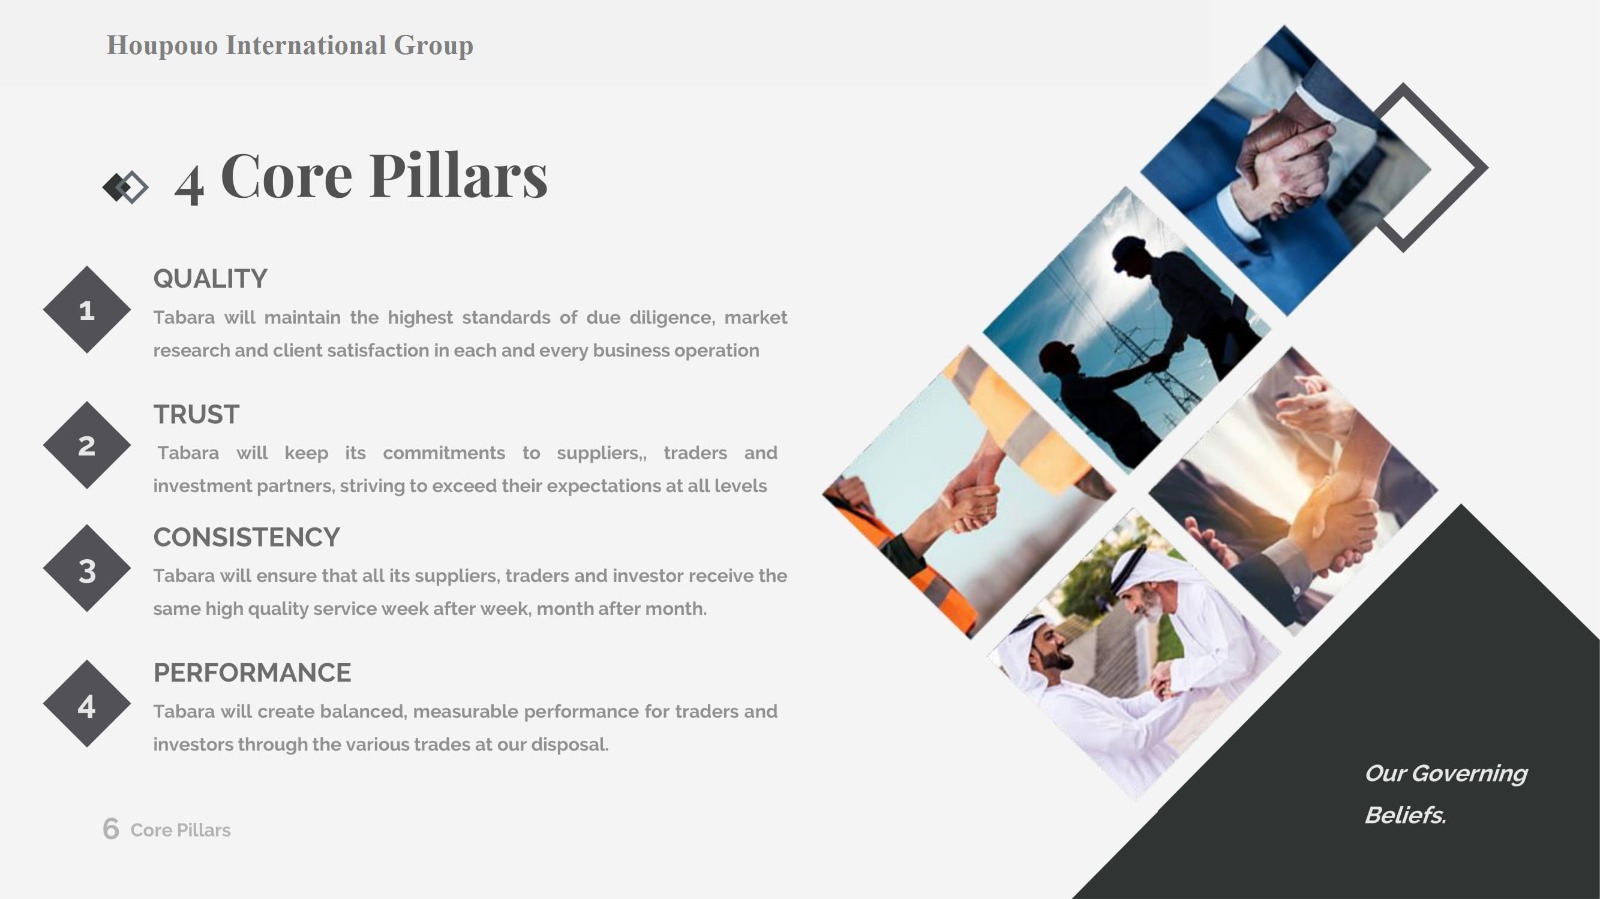 Houpouo International Group
4 Core Pillars
1
QUALITY
Tabara will maintain the highest standards of due diligence, market
research and client satisfaction in each and every business operation
2
TRUST
Tabara will keep its commitments to suppliers,, traders and
investment partners, striving to exceed their expectations at all levels
3
CONSISTENCY
Tabara will ensure that all its suppliers, traders and investor receive the
same high quality service week after week, month after month.
4
PERFORMANCE
Tabara will create balanced, measurable performance for traders and
investors through the various trades at our disposal.
Our Governing
Beliefs.
6 Core Pillars